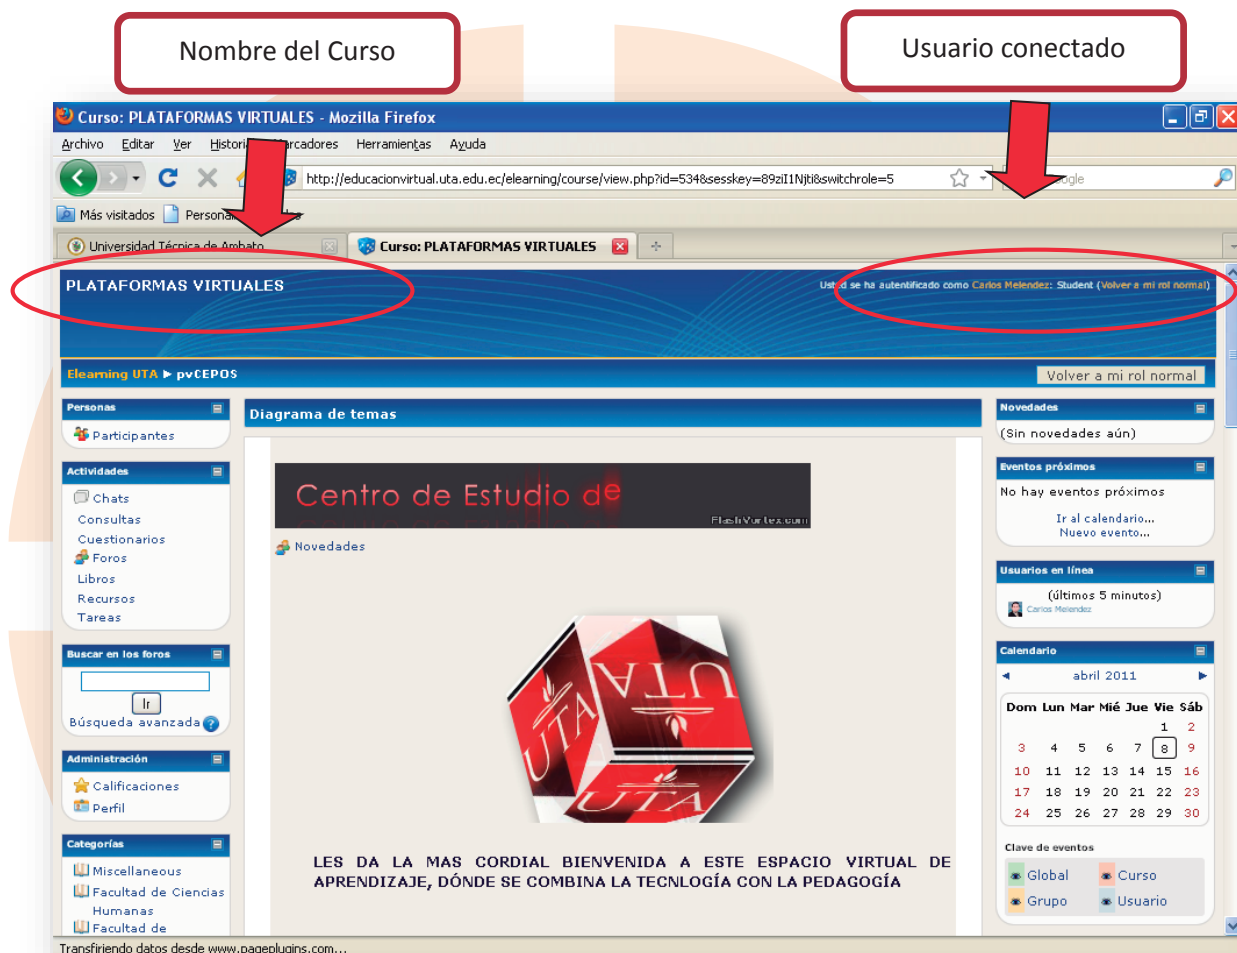 Nombre del Curso
Usuario conectado
Curso: PLATAFORMAS VIRTUALES - Mozilla Firefox
Archivo Editar Ver Histori arcadores Herramientas Ayuda
http://educacionvirtual.uta.edu.ec/elearning/course/view.php?id=534&sesskey=89ziI1Njti&switchrole=5
ogle
Más visitados Persona
Universidad Técnica de Ambato
Curso: PLATAFORMAS VIRTUALES
PLATAFORMAS VIRTUALES
Usted se ha autentificado como Carlos Melendez: Student (Volver a mi rol normal)
Elearning UTA ► pvCEPOS
Volver a mi rol normal
Personas
Participantes
Actividades
Chats
Consultas
Cuestionarios
Foros
Libros
Recursos
Tareas
Buscar en los foros
Ir
Búsqueda avanzada ?
Administración
Calificaciones
Perfil
Categorías
Miscellaneous
Facultad de Ciencias
Humanas
Facultad de
Diagrama de temas
Centro de Estudio de
FlashVortex.com
Novedades
UTA
UTA
UTA
UTA
UTA
LES DA LA MAS CORDIAL BIENVENIDA A ESTE ESPACIO VIRTUAL DE
APRENDIZAJE, DÓNDE SE COMBINA LA TECNLOGÍA CON LA PEDAGOGÍA
Novedades
(Sin novedades aún)
Eventos próximos
No hay eventos próximos
Ir al calendario...
Nuevo evento...
Usuarios en línea
(últimos 5 minutos)
Carlos Melendez
Calendario
◄ abril 2011 ►
Dom Lun Mar Mié Jue Vie Sáb
1 2
3 4 5 6 7 8 9
10 11 12 13 14 15 16
17 18 19 20 21 22 23
24 25 26 27 28 29 30
Clave de eventos
Global Curso
Grupo Usuario
Transfiriendo datos desde www.pageplugins.com...